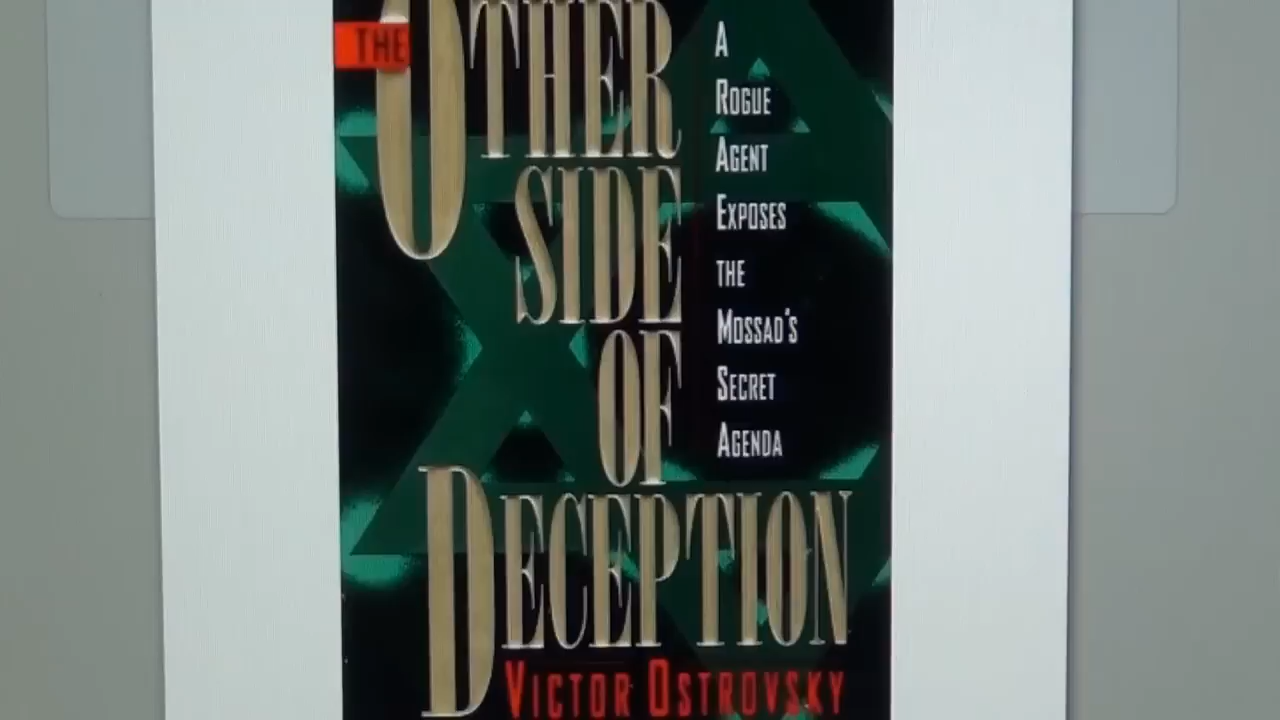 THE
OTHER
SIDE
OF
DECEPTION
A
ROGUE
AGENT
EXPOSES
THE
MOSSAD'S
SECRET
AGENDA
VICTOR OSTROVSKY